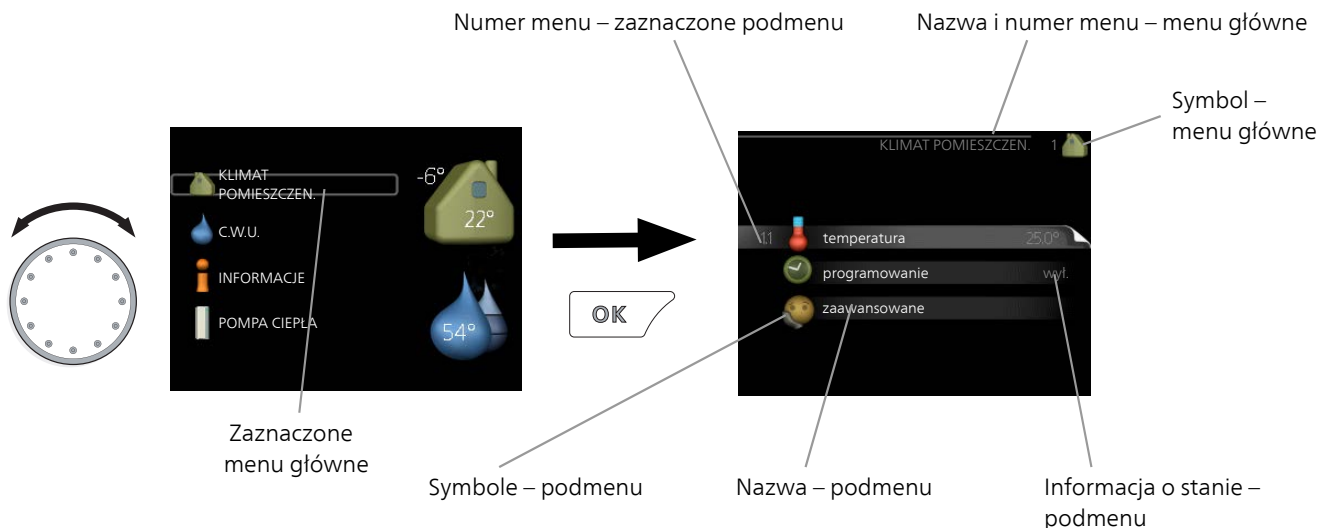 Numer menu – zaznaczone podmenu
Nazwa i numer menu – menu główne
Symbol –
menu główne
KLIMAT
POMIESZCZEN.
-6°
22°
C.W.U.
INFORMACJE
POMPA CIEPŁA
54°
OK
KLIMAT POMIESZCZEN. 1
1.1 temperatura 25.0°
programowanie wył.
zaawansowane
Zaznaczone
menu główne
Symbole – podmenu
Nazwa – podmenu
Informacja o stanie –
podmenu